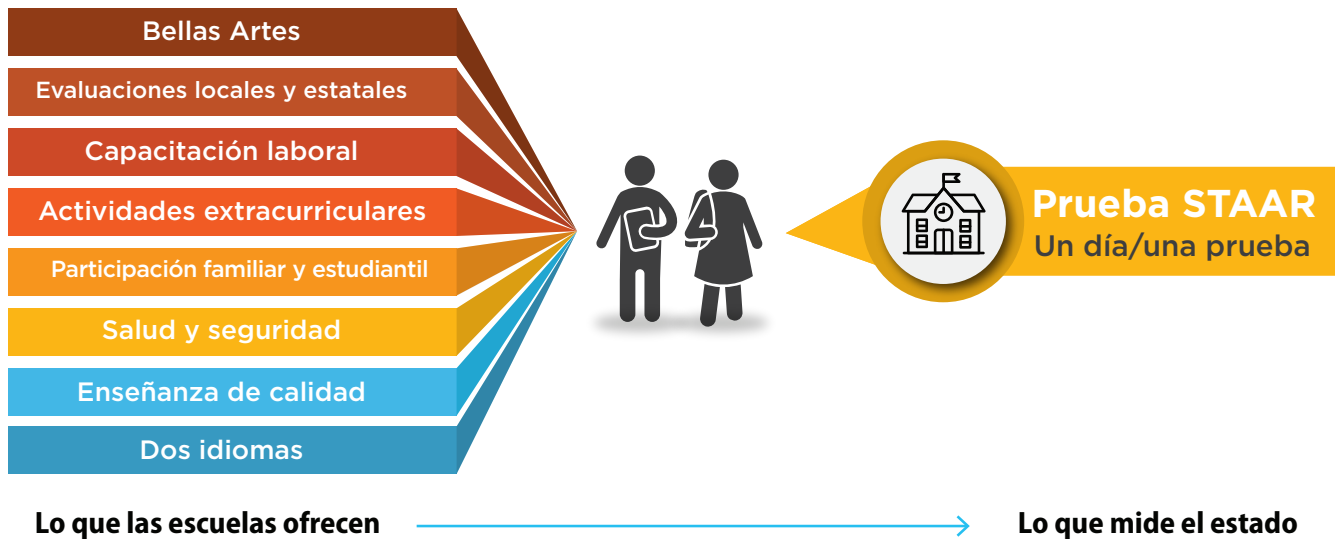 Bellas Artes
Evaluaciones locales y estatales
Capacitación laboral
Actividades extracurriculares
Participación familiar y estudiantil
Salud y seguridad
Enseñanza de calidad
Dos idiomas
Prueba STAAR
Un día/una prueba
Lo que las escuelas ofrecen
Lo que mide el estado